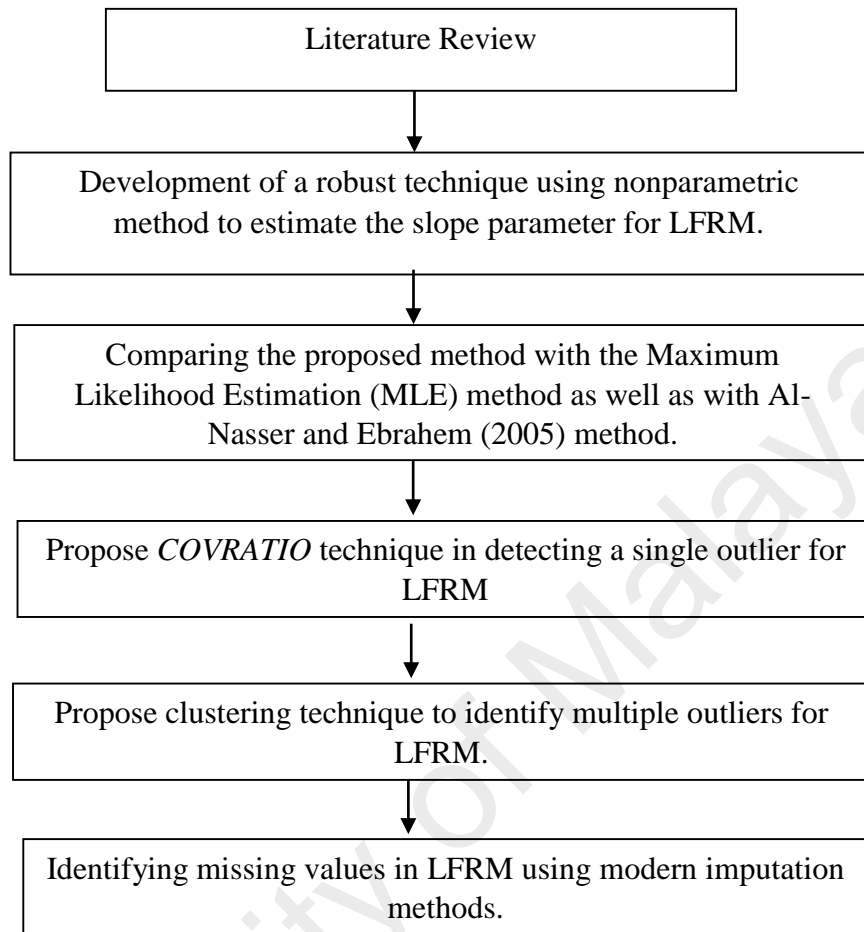 Literature Review
Development of a robust technique using nonparametric
method to estimate the slope parameter for LFRM.
Comparing the proposed method with the Maximum
Likelihood Estimation (MLE) method as well as with Al-
Nasser and Ebrahem (2005) method.
Propose COVRATIO technique in detecting a single outlier for
LFRM
Propose clustering technique to identify multiple outliers for
LFRM.
Identifying missing values in LFRM using modern imputation
methods.
of Malaya